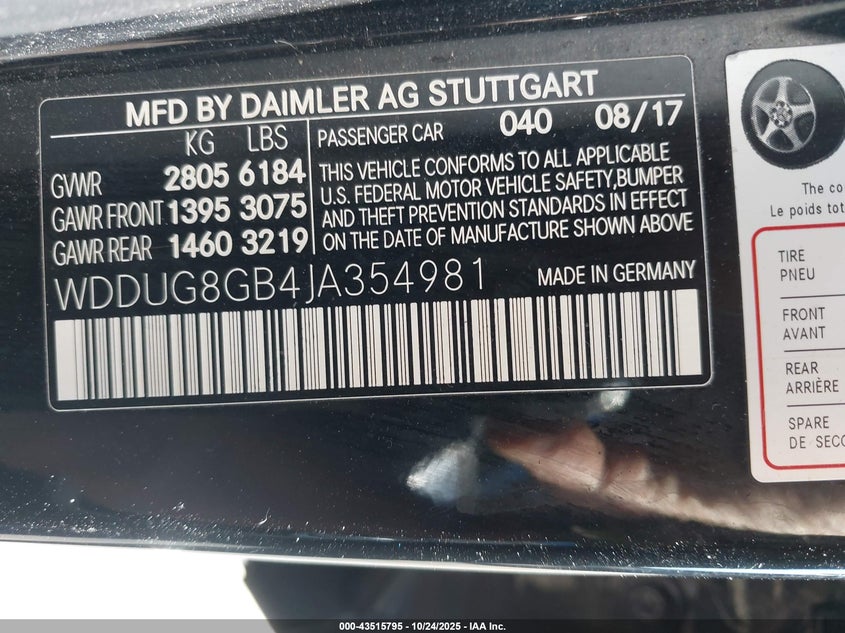 MFD BY DAIMLER AG STUTTGART
KG LBS
PASSENGER CAR 040 08/17
GVWR 2805 6184
GAWR FRONT 1395 3075
GAWR REAR 1460 3219
THIS VEHICLE CONFORMS TO ALL APPLICABLE
U.S. FEDERAL MOTOR VEHICLE SAFETY,BUMPER
AND THEFT PREVENTION STANDARDS IN EFFECT
ON THE DATE OF MANUFACTURE SHOWN ABOVE
WDDUG8GB4JA354981 MADE IN GERMANY
The co
Le poids tot
TIRE
PNEU
FRONT
AVANT
REAR
ARRIÈRE
SPARE
DE SECO
000-43515795 - 10/24/2025 - IAA Inc.